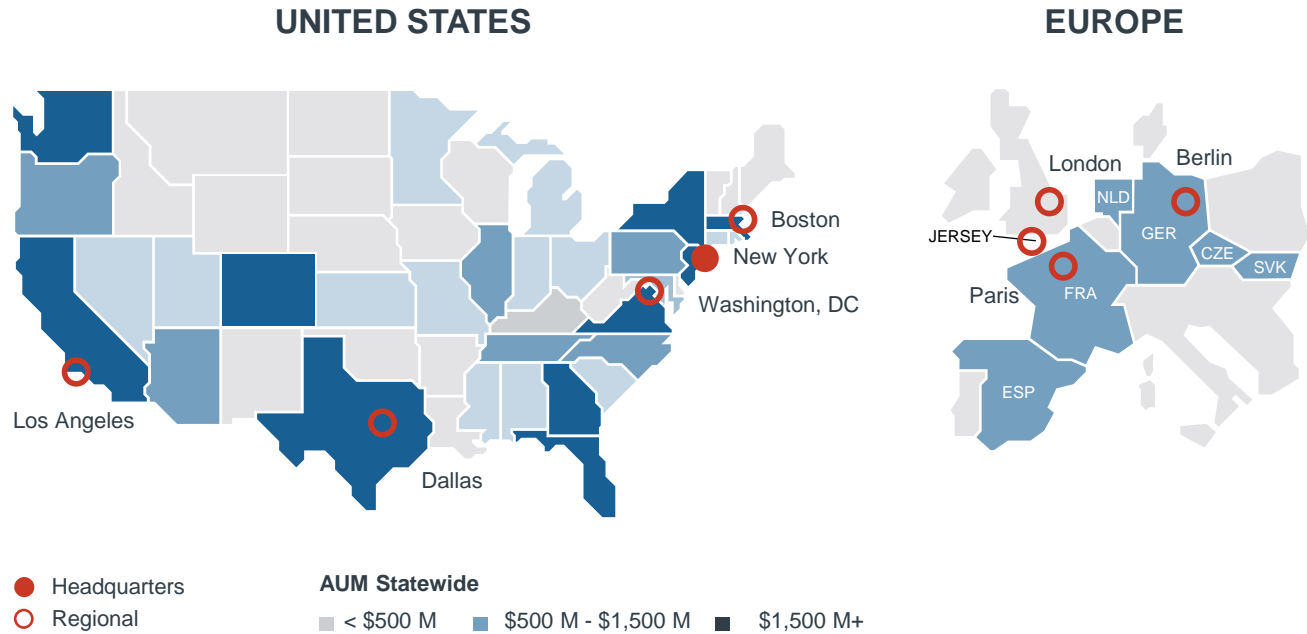 UNITED STATES
EUROPE
London
Berlin
NLD
Boston
JERSEY
GER
New York
CZE
SVK
Washington, DC
Paris
FRA
ESP
Los Angeles
Dallas
Headquarters
AUM Statewide
Regional
< $500 M
$500 M - $1,500 M
$1,500 M+